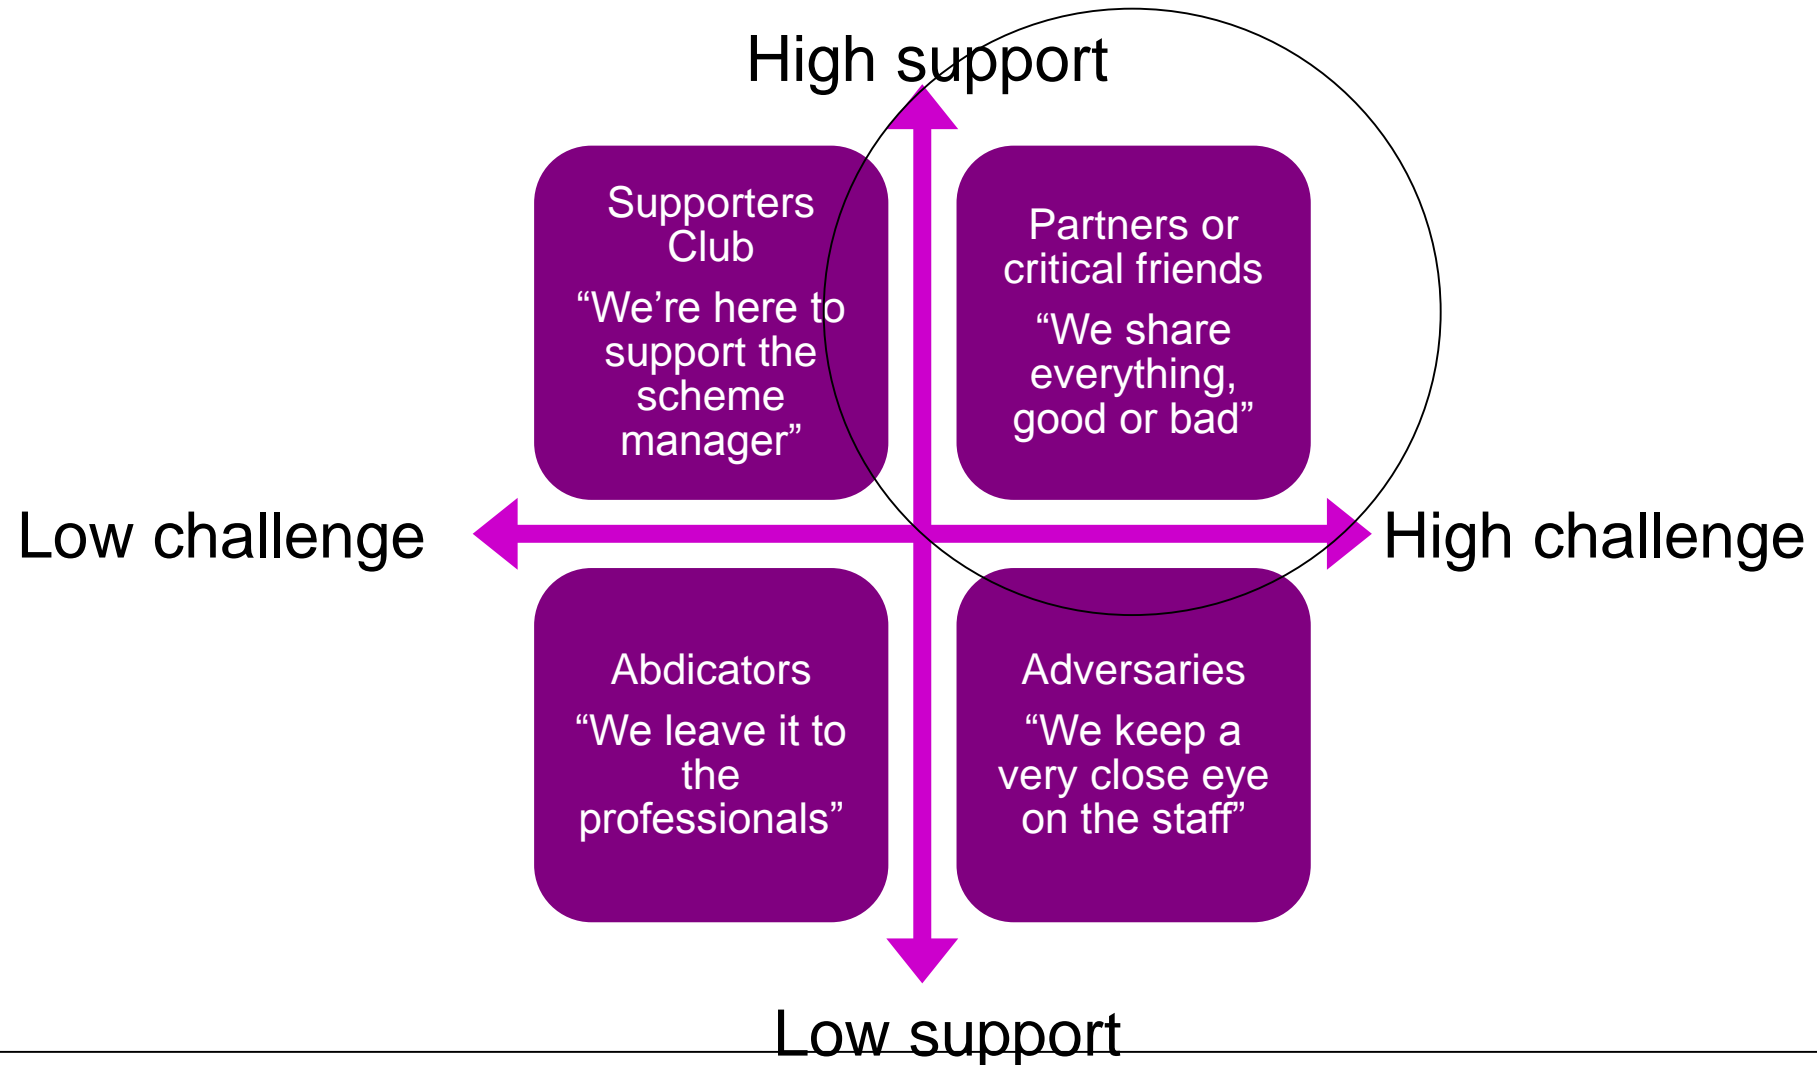 High support
Supporters
Club
“We’re here to
support the
scheme
manager”
Partners or
critical friends
“We share
everything,
good or bad”
Low challenge
High challenge
Abdicators
“We leave it to
the
professionals”
Adversaries
“We keep a
very close eye
on the staff”
Low support